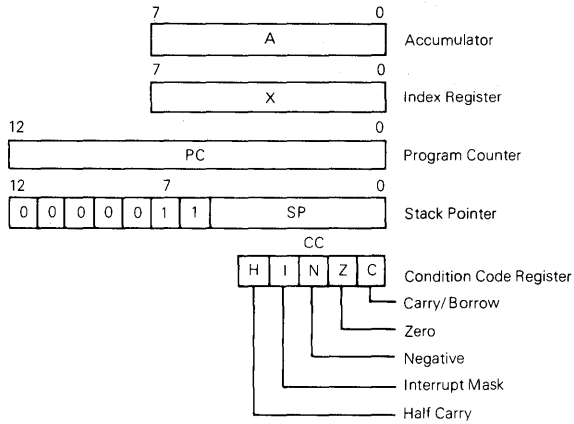 7 0
A Accumulator
7 0
X Index Register
12 0
PC Program Counter
12 7 0
0 0 0 0 0 1 1 SP Stack Pointer
CC
H I N Z C Condition Code Register
Carry/Borrow
Zero
Negative
Interrupt Mask
Half Carry